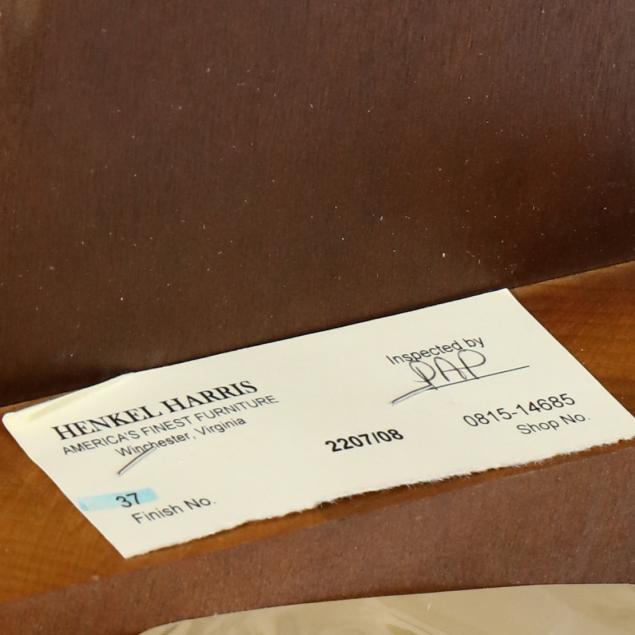 HENKEL HARRIS
AMERICA'S FINEST FURNITURE
Winchester, Virginia
Inspected by
PAP
37
Finish No.
2207/08
0815-14685
Shop No.